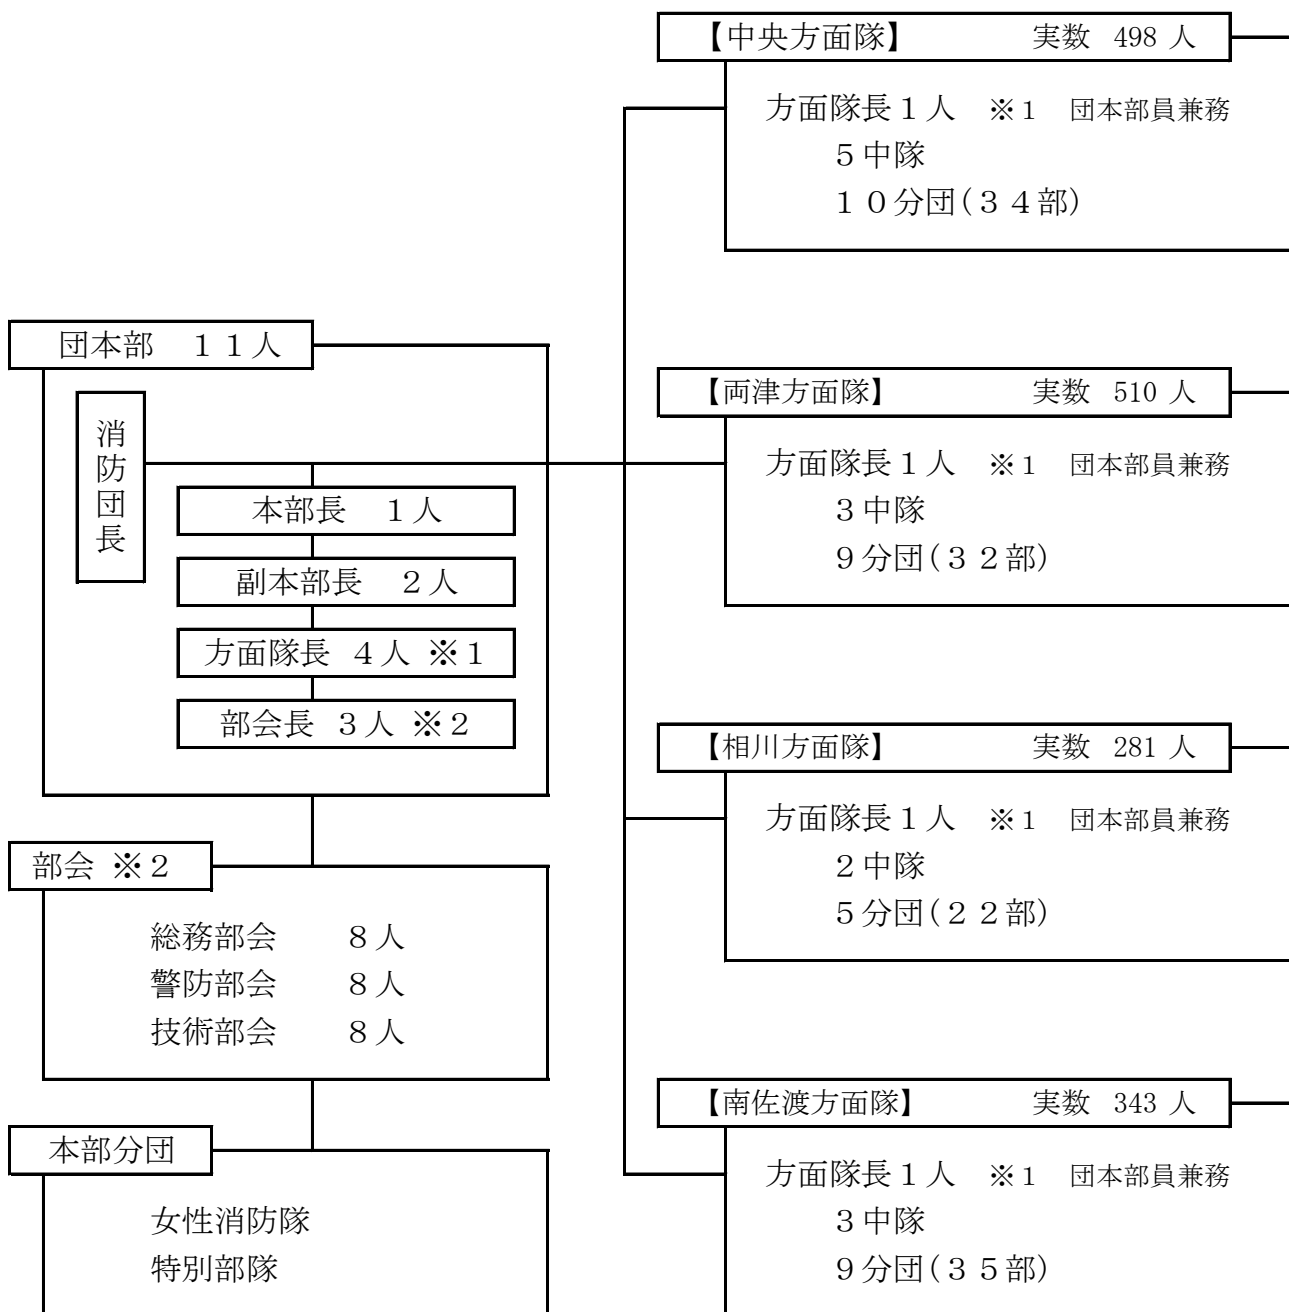 団本部　１１人
消防団長
本部長　１人
副本部長　２人
方面隊長 ４人 ※１
部会長 ３人 ※２
部会 ※２
総務部会　８人
警防部会　８人
技術部会　８人
本部分団
女性消防隊
特別部隊
【中央方面隊】　実数 498 人
方面隊長１人　※１　団本部員兼務
５中隊
１０分団(３４部)
【両津方面隊】　実数 510 人
方面隊長１人　※１　団本部員兼務
３中隊
９分団(３２部)
【相川方面隊】　実数 281 人
方面隊長１人　※１　団本部員兼務
２中隊
５分団(２２部)
【南佐渡方面隊】　実数 343 人
方面隊長１人　※１　団本部員兼務
３中隊
９分団(３５部)